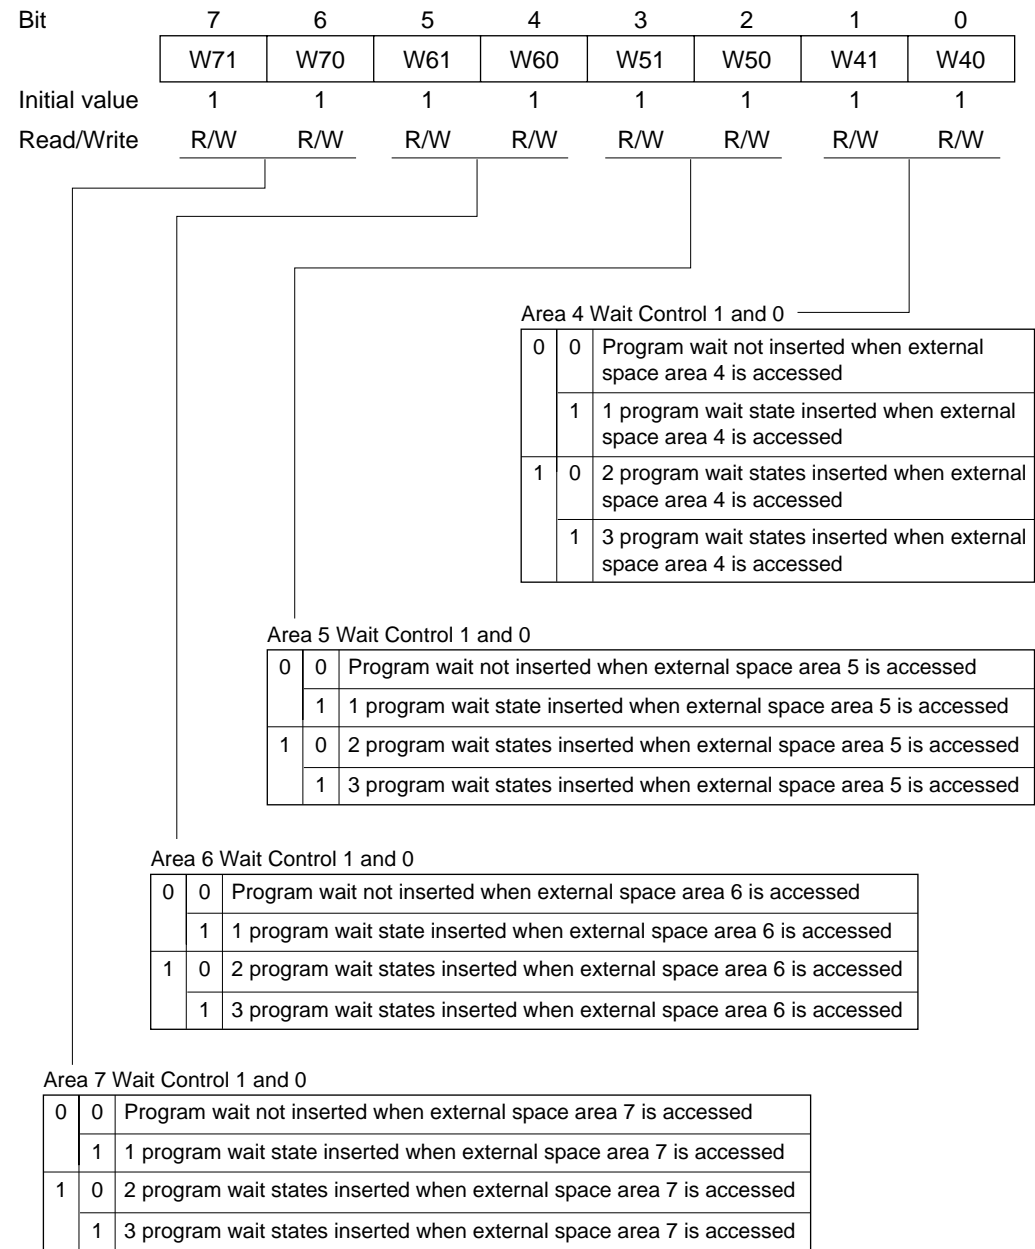 Bit 7 6 5 4 3 2 1 0
W71 W70 W61 W60 W51 W50 W41 W40
Initial value 1 1 1 1 1 1 1 1
Read/Write R/W R/W R/W R/W R/W R/W R/W R/W
Area 4 Wait Control 1 and 0
0 0 Program wait not inserted when external
space area 4 is accessed
1 1 program wait state inserted when external
space area 4 is accessed
1 0 2 program wait states inserted when external
space area 4 is accessed
1 3 program wait states inserted when external
space area 4 is accessed
Area 5 Wait Control 1 and 0
0 0 Program wait not inserted when external space area 5 is accessed
1 1 program wait state inserted when external space area 5 is accessed
1 0 2 program wait states inserted when external space area 5 is accessed
1 3 program wait states inserted when external space area 5 is accessed
Area 6 Wait Control 1 and 0
0 0 Program wait not inserted when external space area 6 is accessed
1 1 program wait state inserted when external space area 6 is accessed
1 0 2 program wait states inserted when external space area 6 is accessed
1 3 program wait states inserted when external space area 6 is accessed
Area 7 Wait Control 1 and 0
0 0 Program wait not inserted when external space area 7 is accessed
1 1 program wait state inserted when external space area 7 is accessed
1 0 2 program wait states inserted when external space area 7 is accessed
1 3 program wait states inserted when external space area 7 is accessed